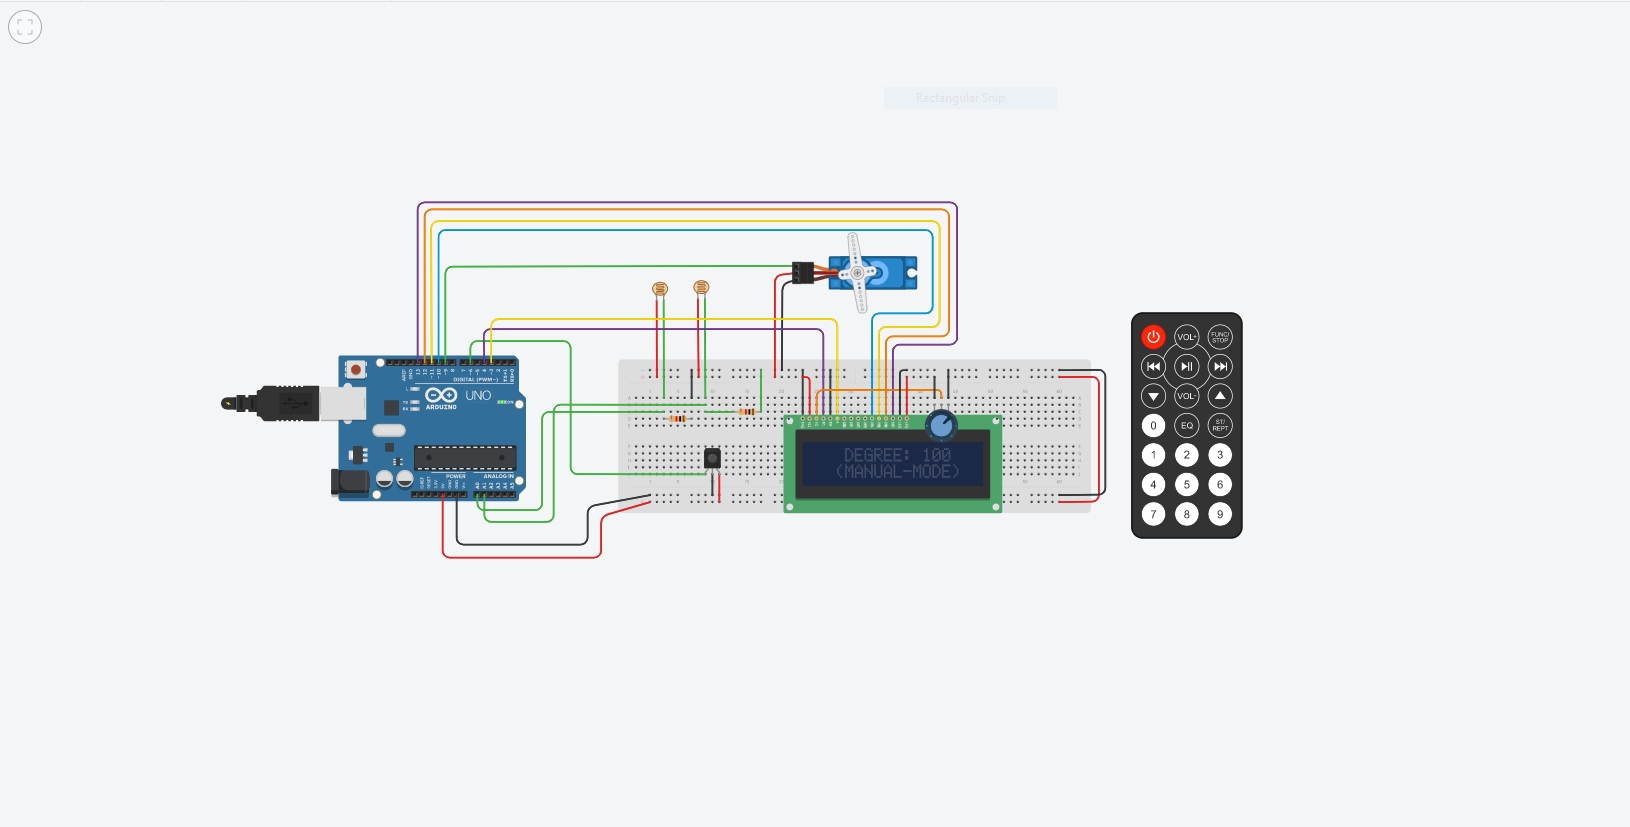 Rectangular Snip
DIGITAL (PWM~)
UNO
ARDUINO
POWER
ANALOG IN
DEGREE: 100
(MANUAL-MODE)
VOL+
FUNC/
STOP
VOL-
0
EQ
ST/
REPT
1
2
3
4
5
6
7
8
9